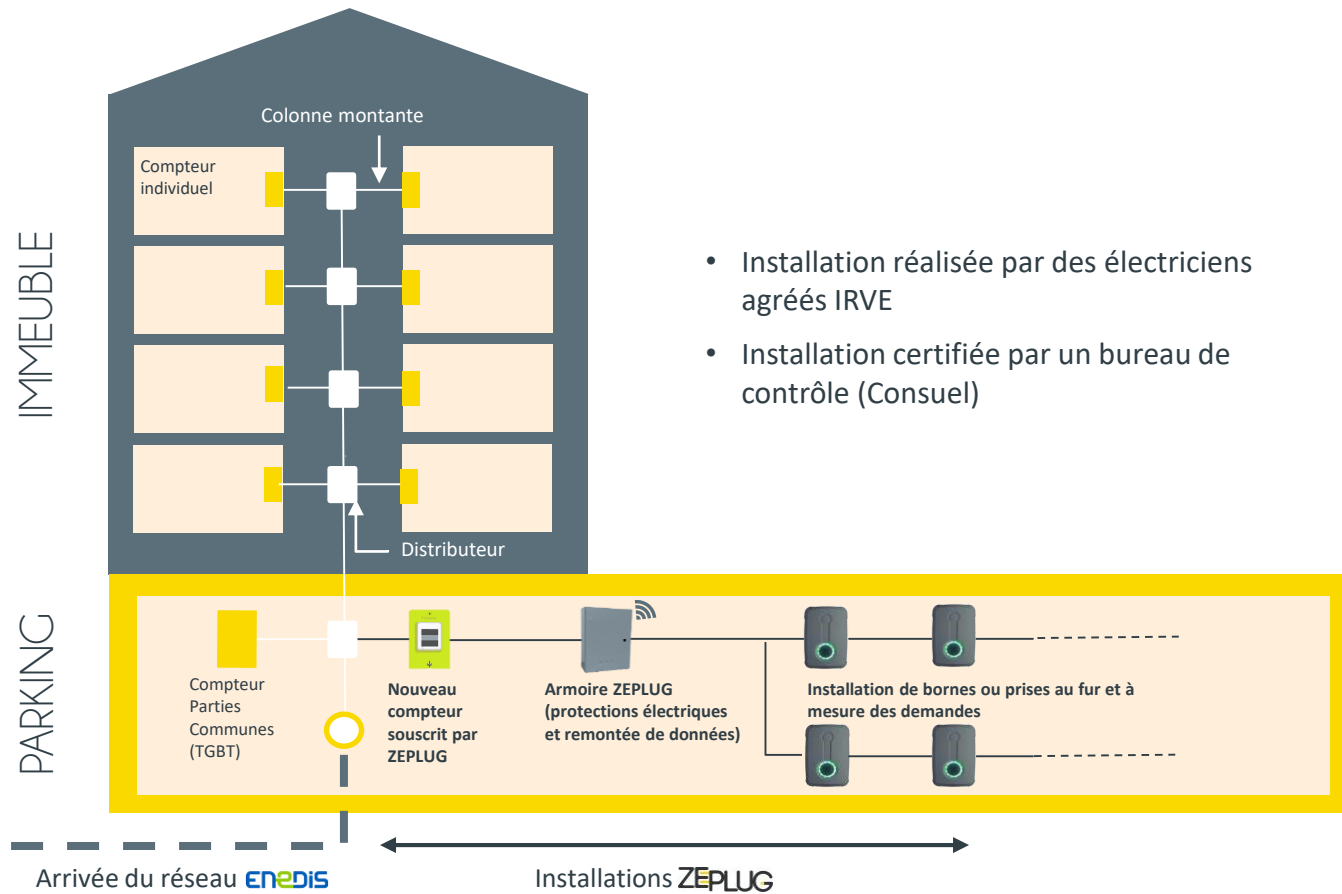 IMMEUBLE
Colonne montante
Compteur
individuel
Distributeur
• Installation réalisée par des électriciens
agréés IRVE
• Installation certifiée par un bureau de
contrôle (Consuel)
PARKING
Compteur
Parties
Communes
(TGBT)
Nouveau
compteur
souscrit par
ZEPLUG
Armoire ZEPLUG
(protections électriques
et remontée de données)
Installation de bornes ou prises au fur et à
mesure des demandes
Arrivée du réseau ENEDIS
Installations ZEPLUG